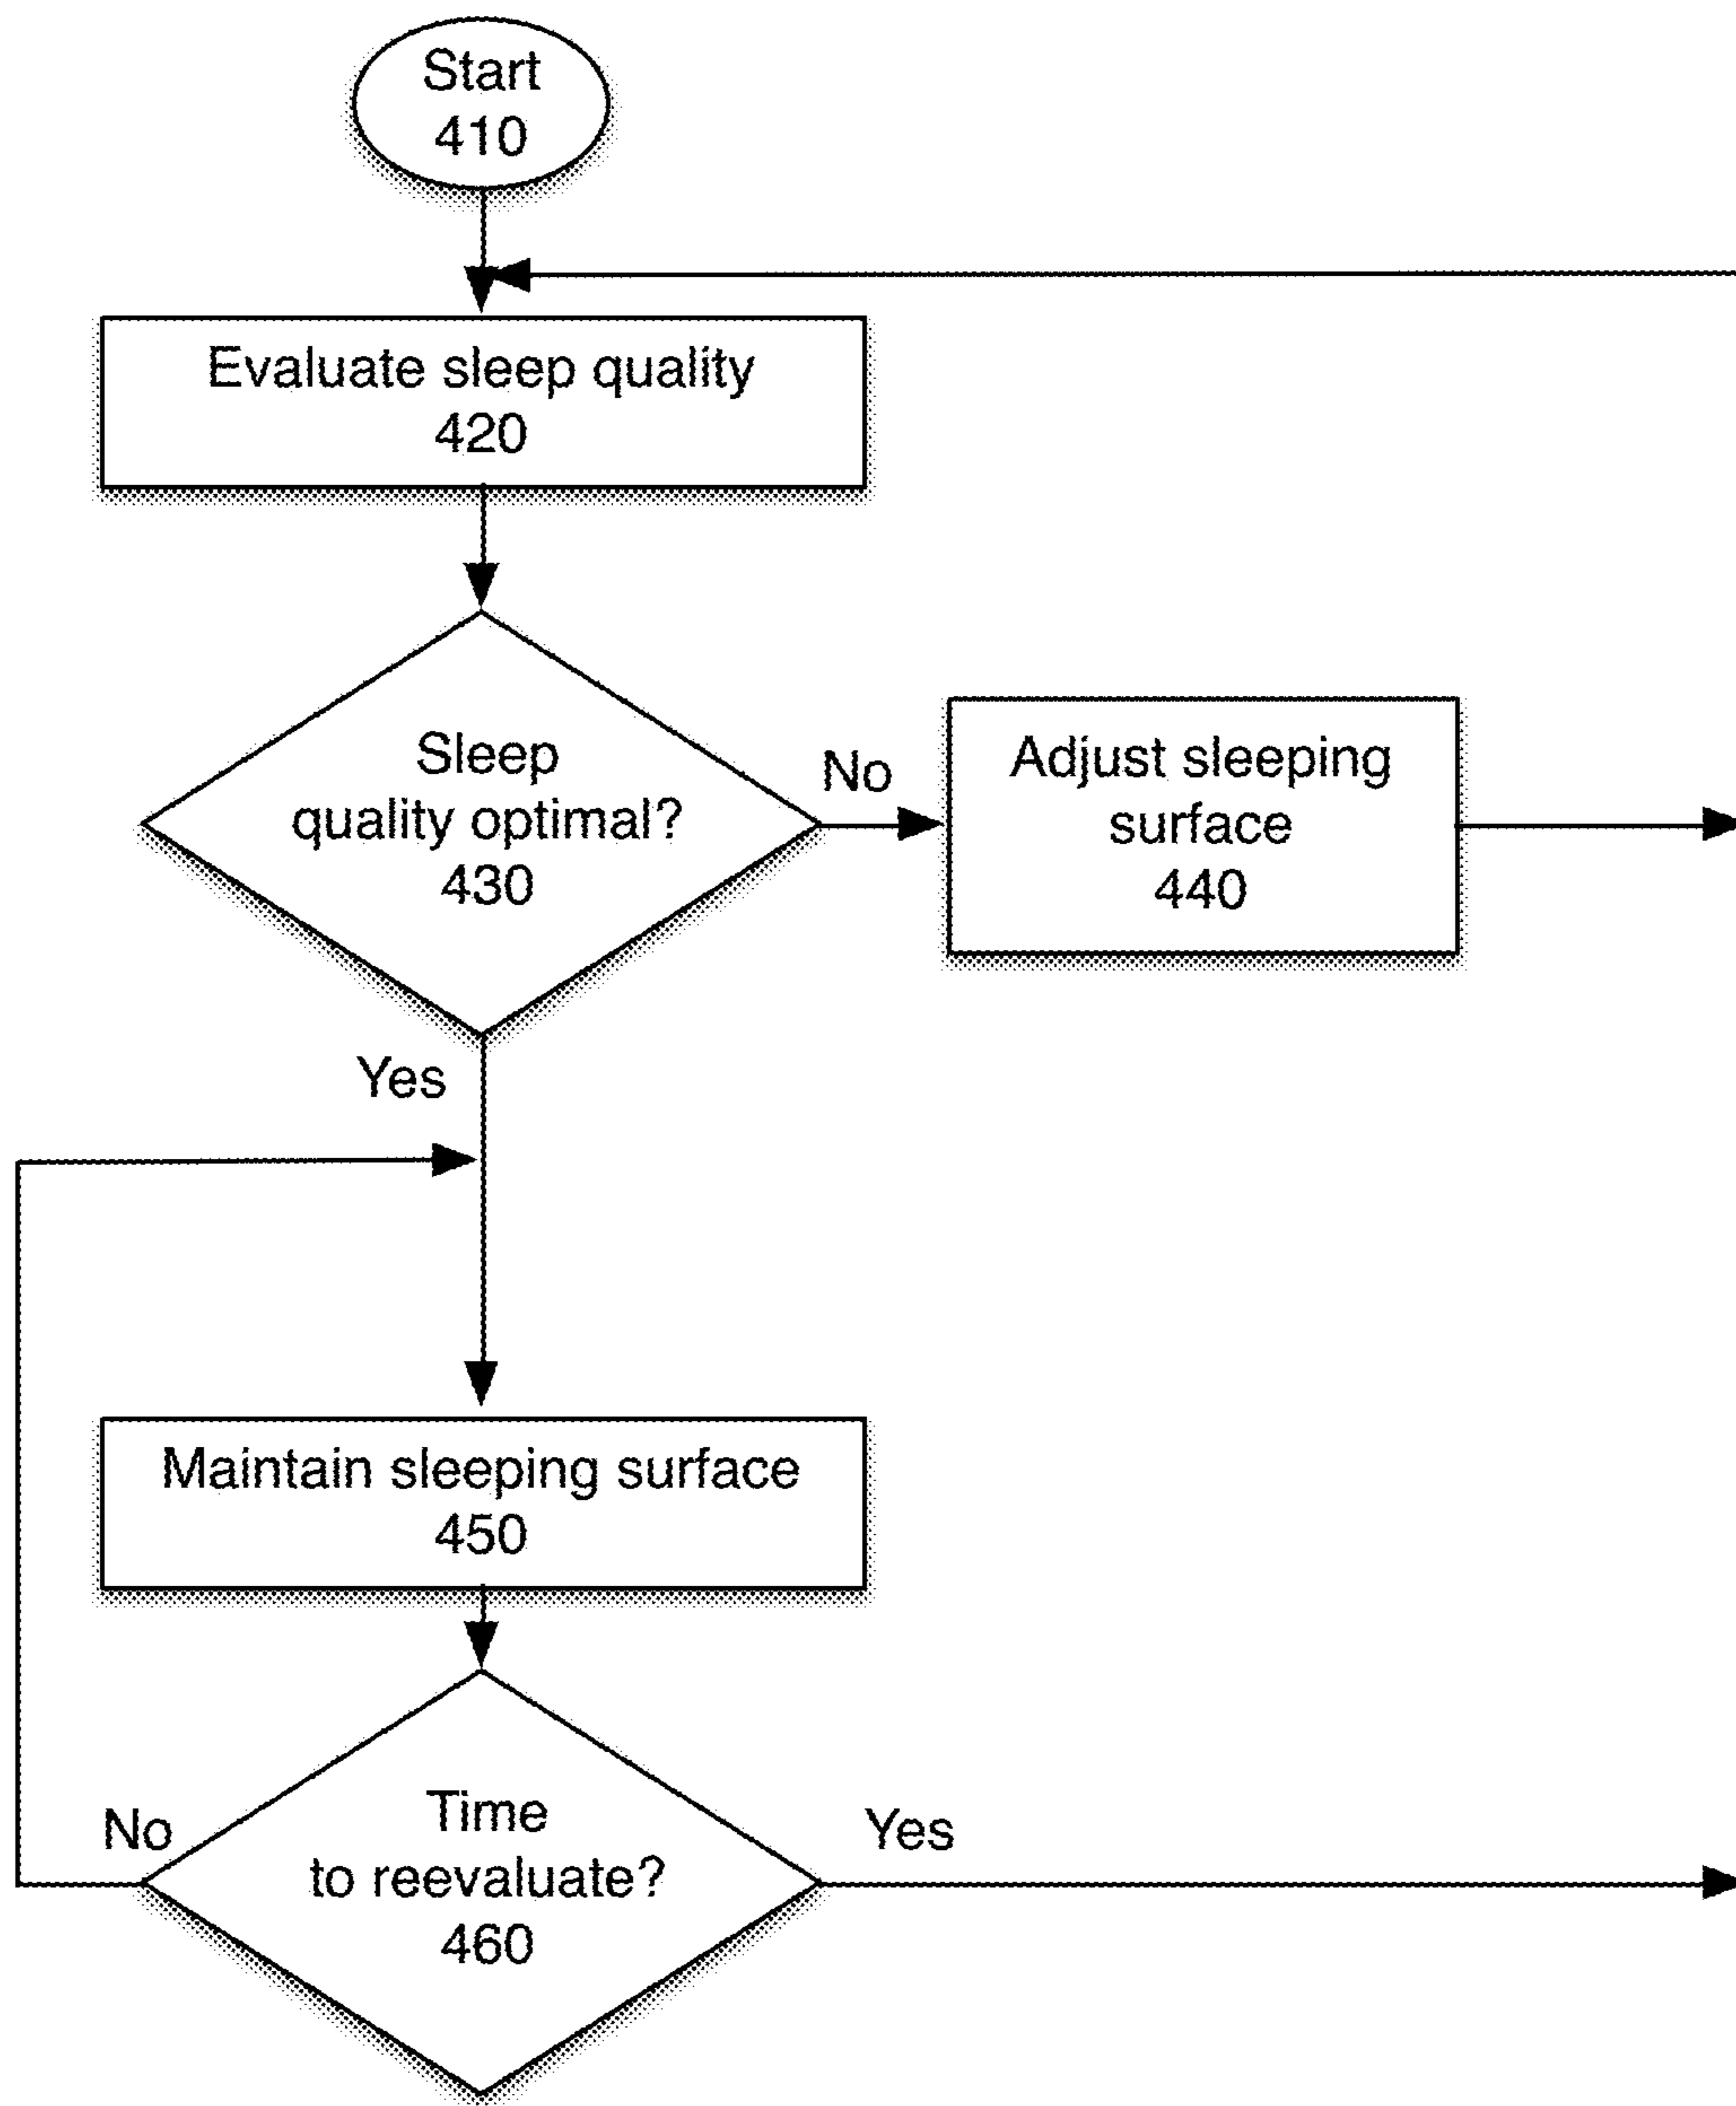 Start
410
Evaluate sleep quality
420
Sleep
quality optimal?
430
No
Adjust sleeping
surface
440
Yes
Maintain sleeping surface
450
No
Time
to reevaluate?
460
Yes